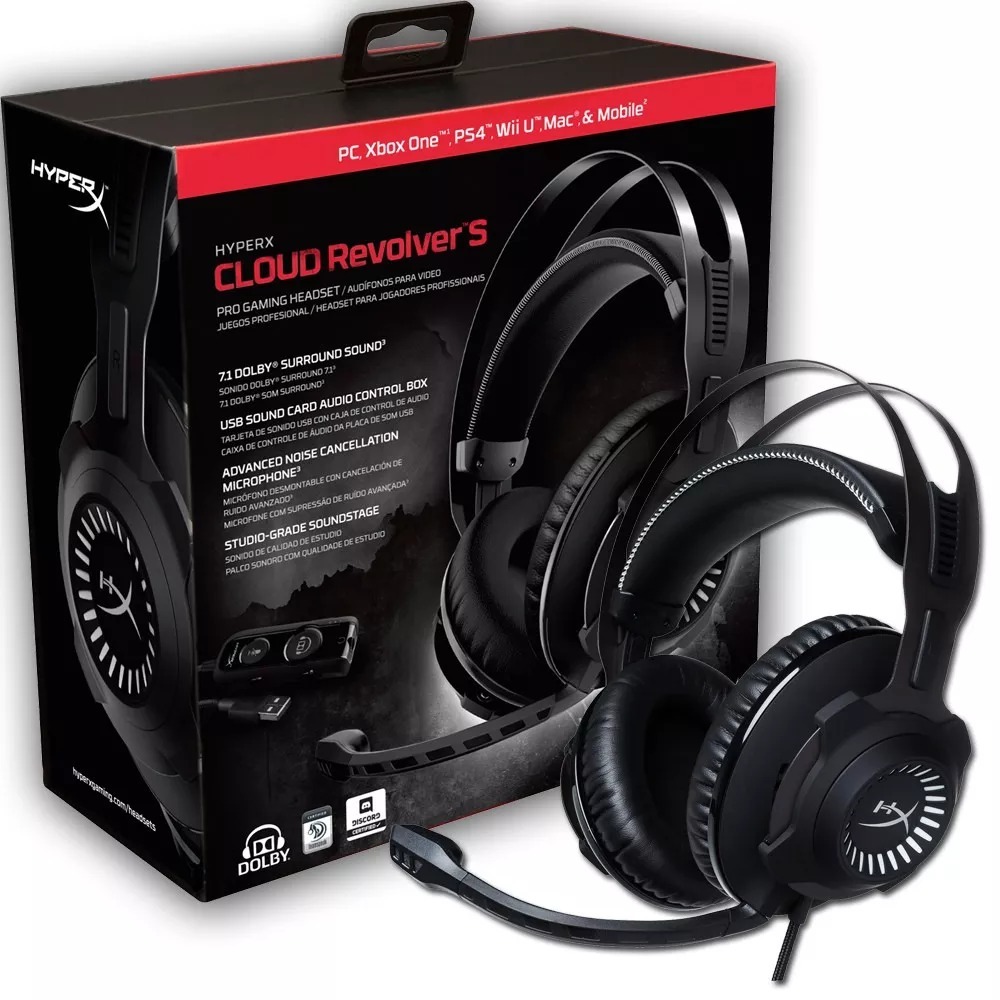 PC, Xbox One™¹, PS4™, Wii U™, Mac®, & Mobile²
HYPERX
HYPERX
CLOUD Revolver™S
PRO GAMING HEADSET / AUDÍFONOS PARA VIDEO
JUEGOS PROFESIONAL / HEADSET PARA JOGADORES PROFISSIONAIS
7.1 DOLBY® SURROUND SOUND³
SONIDO DOLBY® SURROUND 7.1³
7.1 DOLBY® SOM SURROUND³
USB SOUND CARD AUDIO CONTROL BOX
TARJETA DE SONIDO USB CON CAJA DE CONTROL DE AUDIO
CAIXA DE CONTROLE DE ÁUDIO DA PLACA DE SOM USB
ADVANCED NOISE CANCELLATION
MICROPHONE³
MICRÓFONO DESMONTABLE CON CANCELACIÓN DE
RUIDO AVANZADO³
MICROFONE COM SUPRESSÃO DE RUÍDO AVANÇADA³
STUDIO-GRADE SOUNDSTAGE
SONIDO DE CALIDAD DE ESTUDIO
PALCO SONORO COM QUALIDADE DE ESTUDIO
HX
HX
hyperxgaming.com/headsets
DOLBY.
CERTIFIED
DISCORD
CERTIFIED